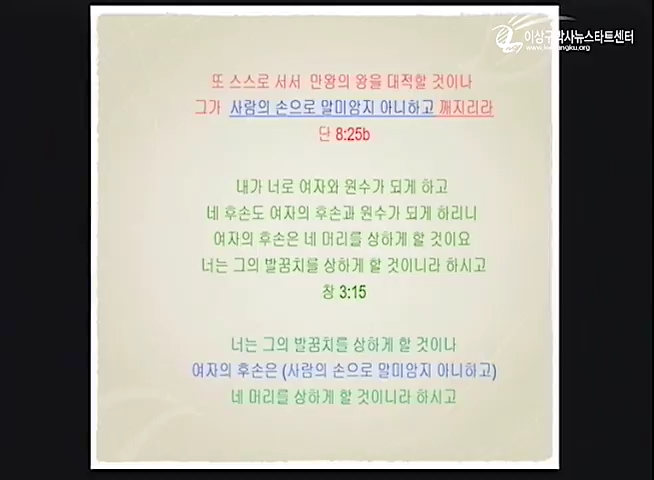 이상구박사뉴스타트센터
또 스스로 서서 만왕의 왕을 대적할 것이나
그가 사람의 손으로 말미암지 아니하고 깨지리라
단 8:25b
내가 너로 여자와 원수가 되게 하고
네 후손도 여자의 후손과 원수가 되게 하리니
여자의 후손은 네 머리를 상하게 할 것이요
너는 그의 발꿈치를 상하게 할 것이니라 하시고
창 3:15
너는 그의 발꿈치를 상하게 할 것이나
여자의 후손은 (사람의 손으로 말미암지 아니하고)
네 머리를 상하게 할 것이니라 하시고